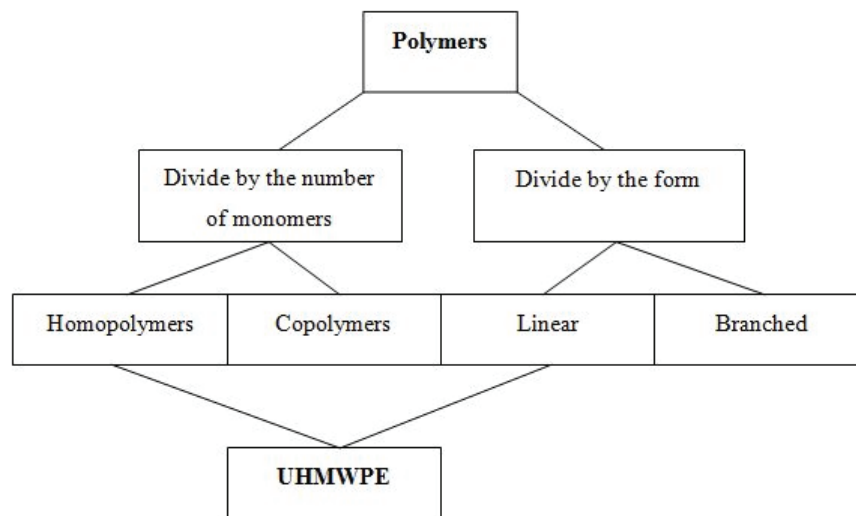 Polymers
Divide by the number
of monomers
Divide by the form
Homopolymers
Copolymers
Linear
Branched
UHMWPE